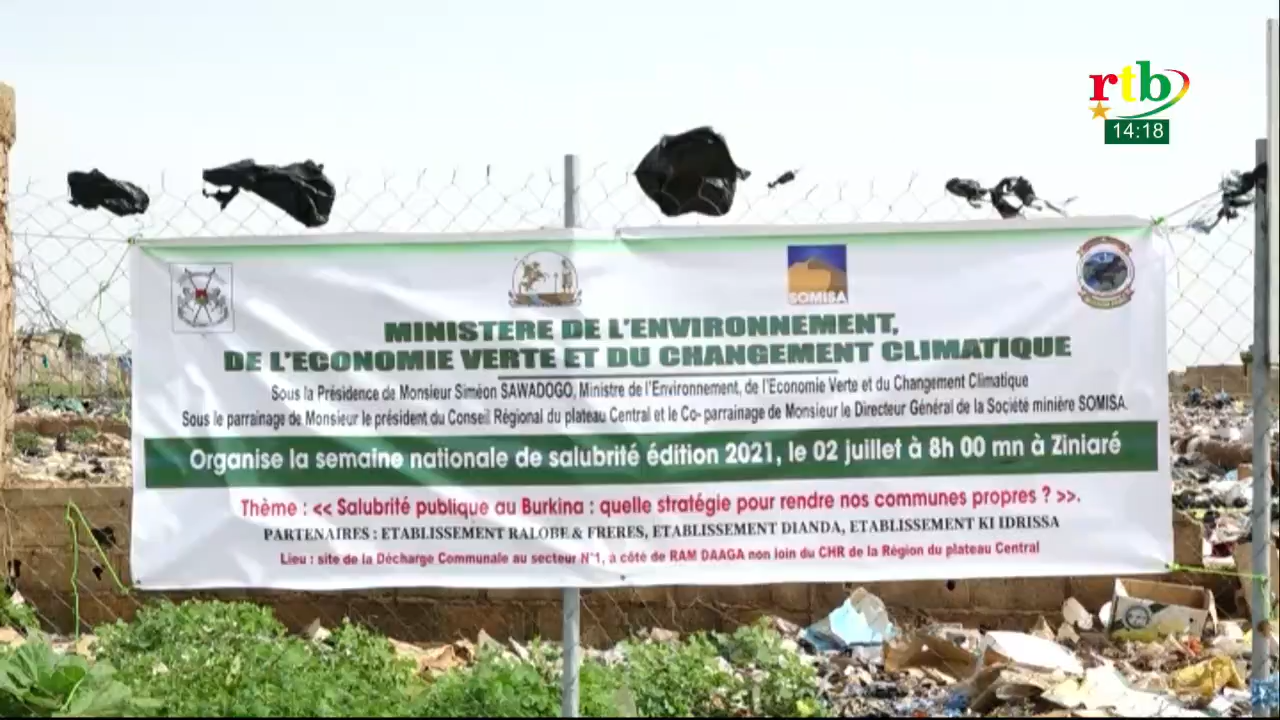 rtb
14:18
SOMISA
MINISTERE DE L'ENVIRONNEMENT,
DE L'ECONOMIE VERTE ET DU CHANGEMENT CLIMATIQUE
Sous la Présidence de Monsieur Siméon SAWADOGO, Ministre de l'Environnement, de l'Economie Verte et du Changement Climatique
Sous le parrainage de Monsieur le président du Conseil Régional du plateau Central et le Co- parrainage de Monsieur le Directeur Général de la Société minière SOMISA.
Organise la semaine nationale de salubrité édition 2021, le 02 juillet à 8h 00 mn à Ziniaré
Thème : << Salubrité publique au Burkina : quelle stratégie pour rendre nos communes propres ? >>.
PARTENAIRES : ETABLISSEMENT RALOBE & FRERES, ETABLISSEMENT DIANDA, ETABLISSEMENT KI IDRISSA
Lieu : site de la Décharge Communale au secteur N°1, à côté de RAM DAAGA non loin du CHR de la Région du plateau Central